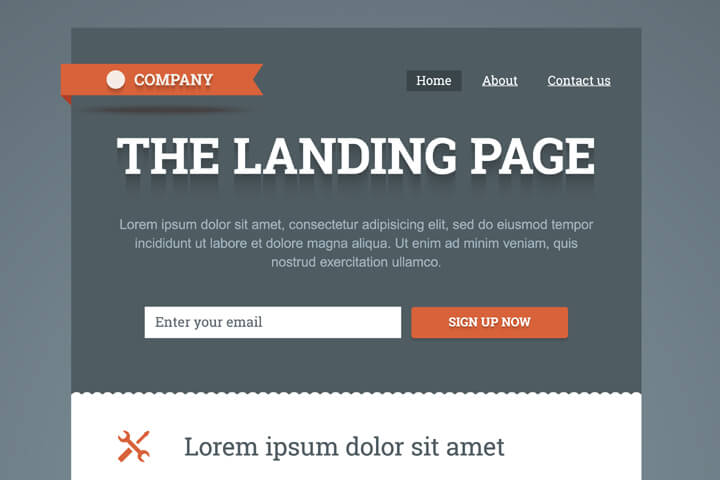 COMPANY
Home
About
Contact us
THE LANDING PAGE
Lorem ipsum dolor sit amet, consectetur adipisicing elit, sed do eiusmod tempor
incididunt ut labore et dolore magna aliqua. Ut enim ad minim veniam, quis
nostrud exercitation ullamco.
Enter your email
SIGN UP NOW
Lorem ipsum dolor sit amet